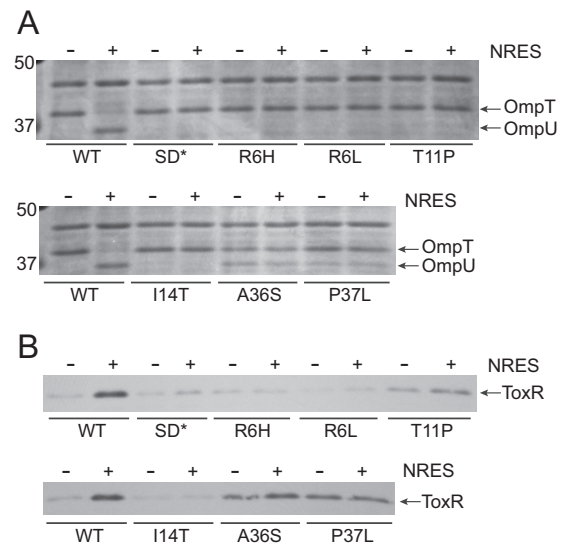 A
- + - + - + - + - + NRES
50
37
OmpT
OmpU
WT SD* R6H R6L T11P
- + - + - + - + NRES
50
37
OmpT
OmpU
WT I14T A36S P37L
B
- + - + - + - + - + NRES
ToxR
WT SD* R6H R6L T11P
- + - + - + - + NRES
ToxR
WT I14T A36S P37L